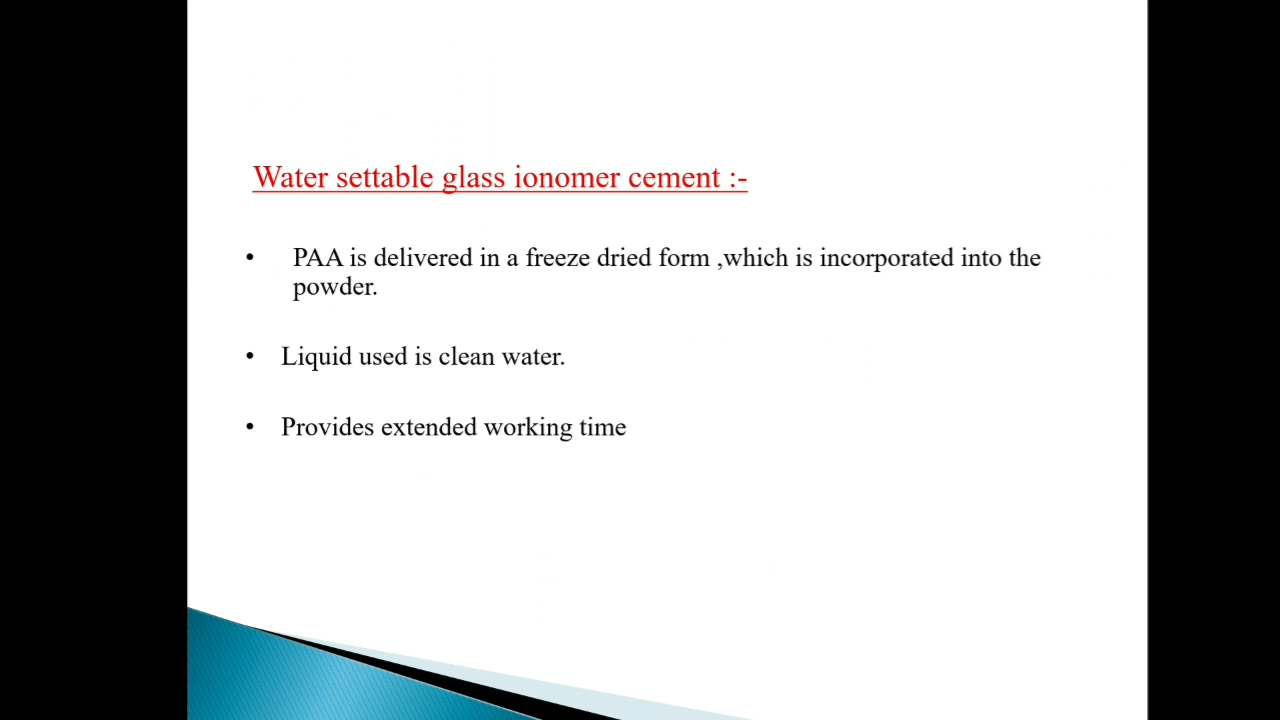 Water settable glass ionomer cement :-
• PAA is delivered in a freeze dried form ,which is incorporated into the
powder.
• Liquid used is clean water.
• Provides extended working time